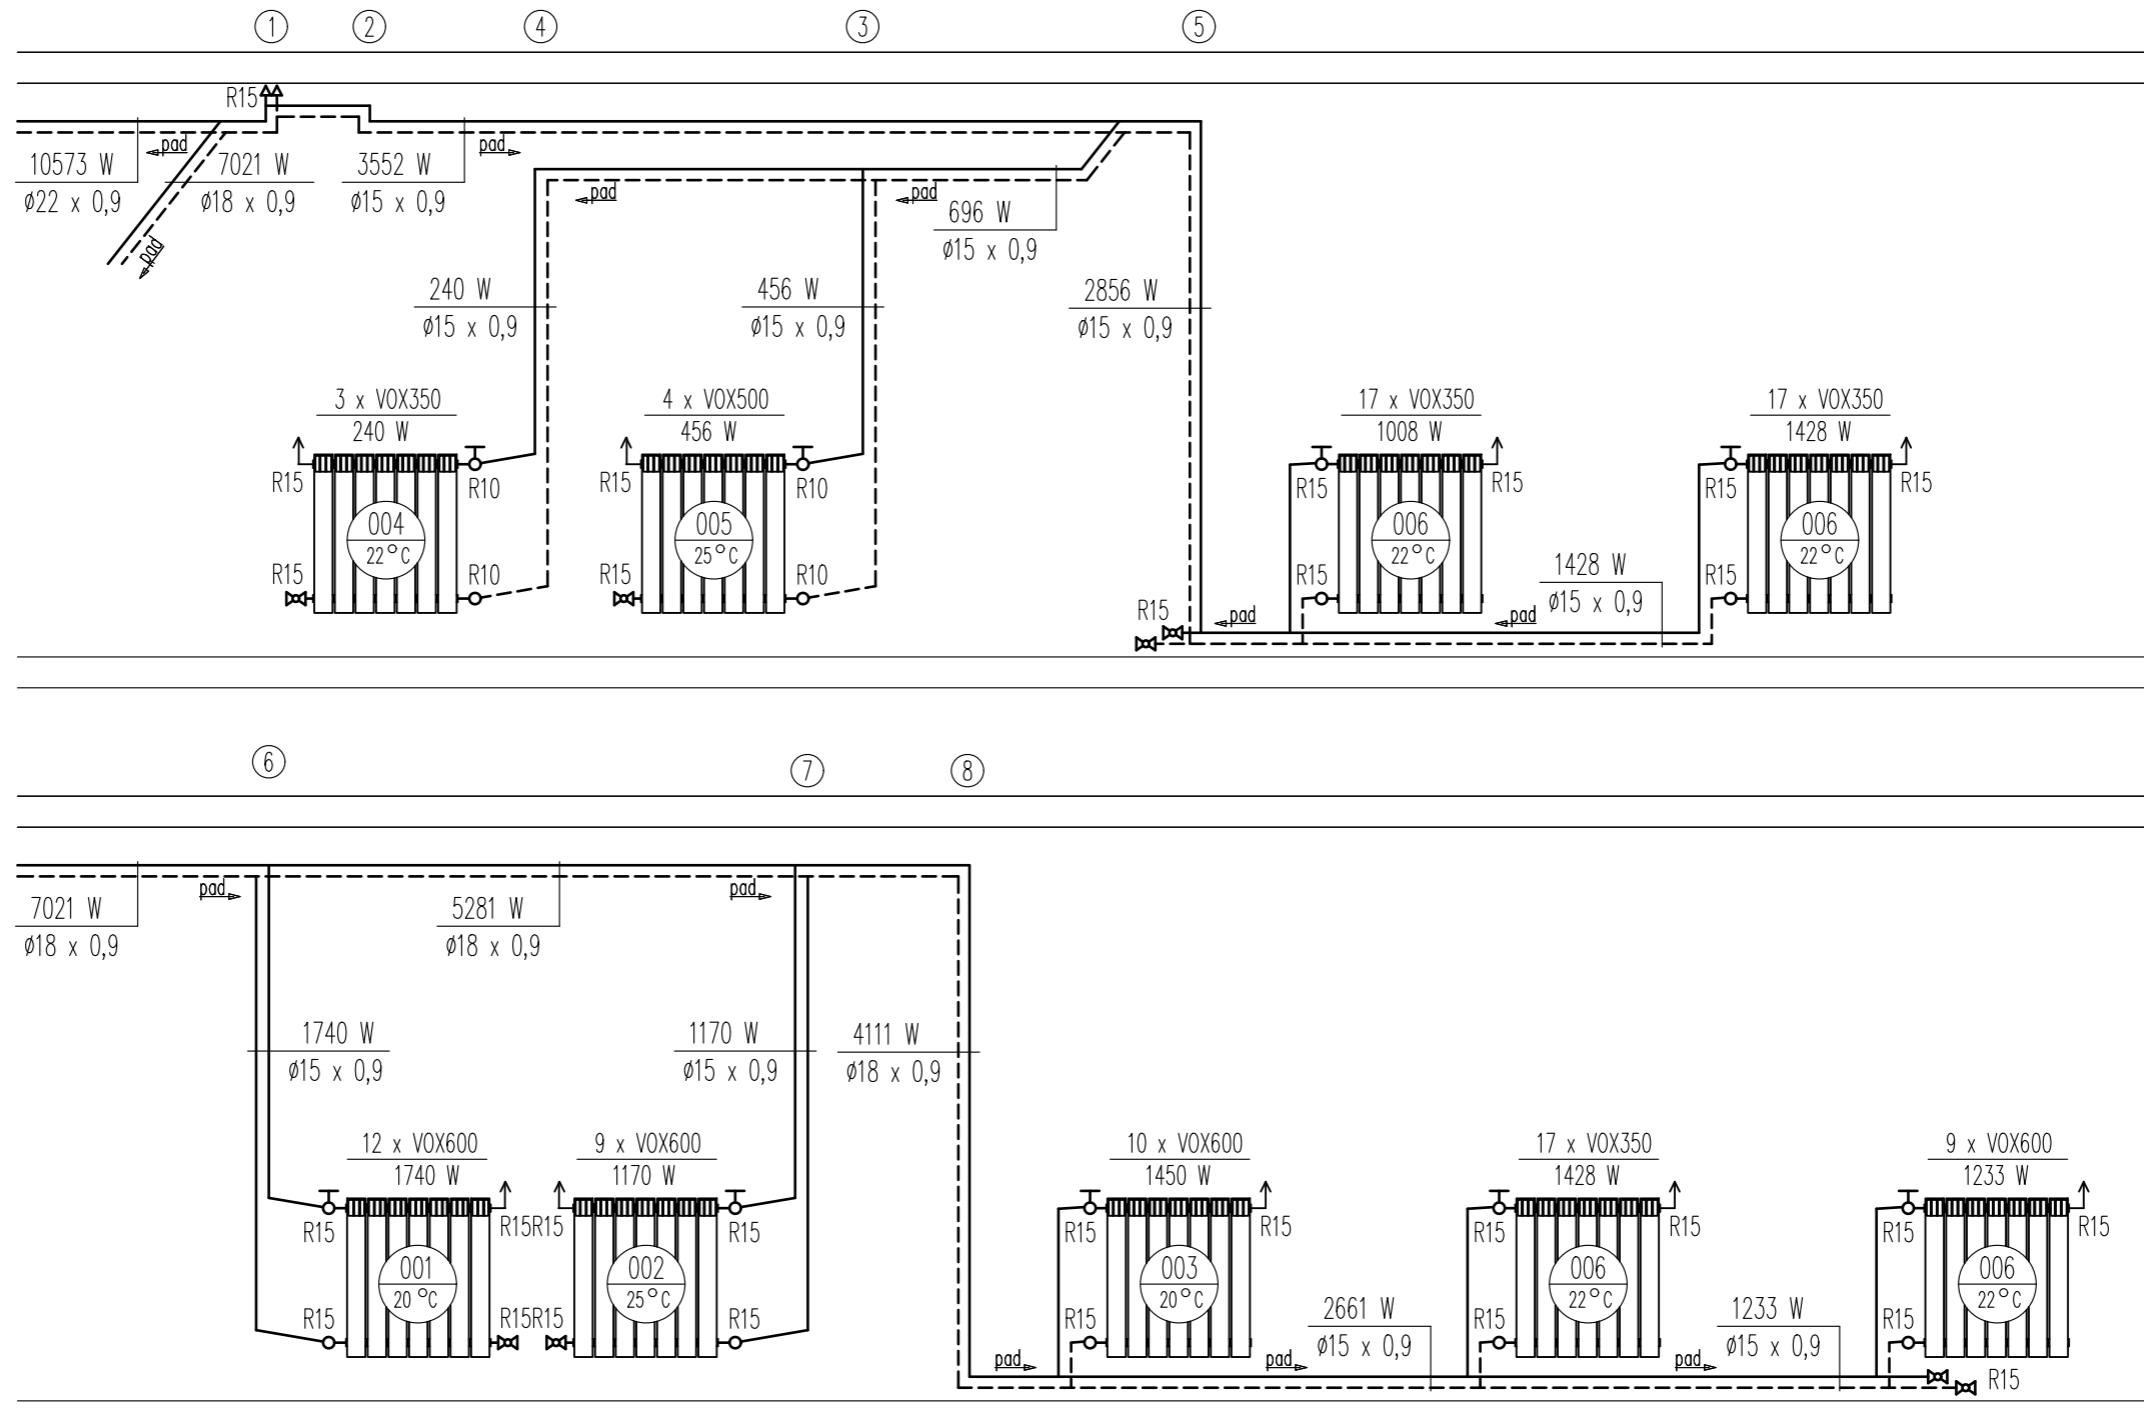 1 2 4 3 5
R15
pad pad
10573 W 7021 W 3552 W
ø22 x 0,9 ø18 x 0,9 ø15 x 0,9
pad pad
696 W
ø15 x 0,9
pad
240 W 456 W 2856 W
ø15 x 0,9 ø15 x 0,9 ø15 x 0,9
3 x VOX350 4 x VOX500 17 x VOX350 17 x VOX350
240 W 456 W 1008 W 1428 W
R15 R10 R15 R10 R15 R15 R15 R15
004 005 006 006
22°C 25°C 22°C 22°C
1428 W
ø15 x 0,9
R15 R10 R15 R10 R15 R15
R15 pad pad
6 7 8
pad pad
7021 W 5281 W
ø18 x 0,9 ø18 x 0,9
1740 W 1170 W 4111 W
ø15 x 0,9 ø15 x 0,9 ø18 x 0,9
12 x VOX600 9 x VOX600 10 x VOX600 17 x VOX350 9 x VOX600
1740 W 1170 W 1450 W 1428 W 1233 W
R15 R15 R15 R15 R15 R15 R15 R15 R15 R15
001 002 003 006 006
20°C 25°C 20°C 22°C 22°C
2661 W 1233 W
ø15 x 0,9 ø15 x 0,9
R15 R15 R15 R15 R15 R15 R15
pad pad pad
R15